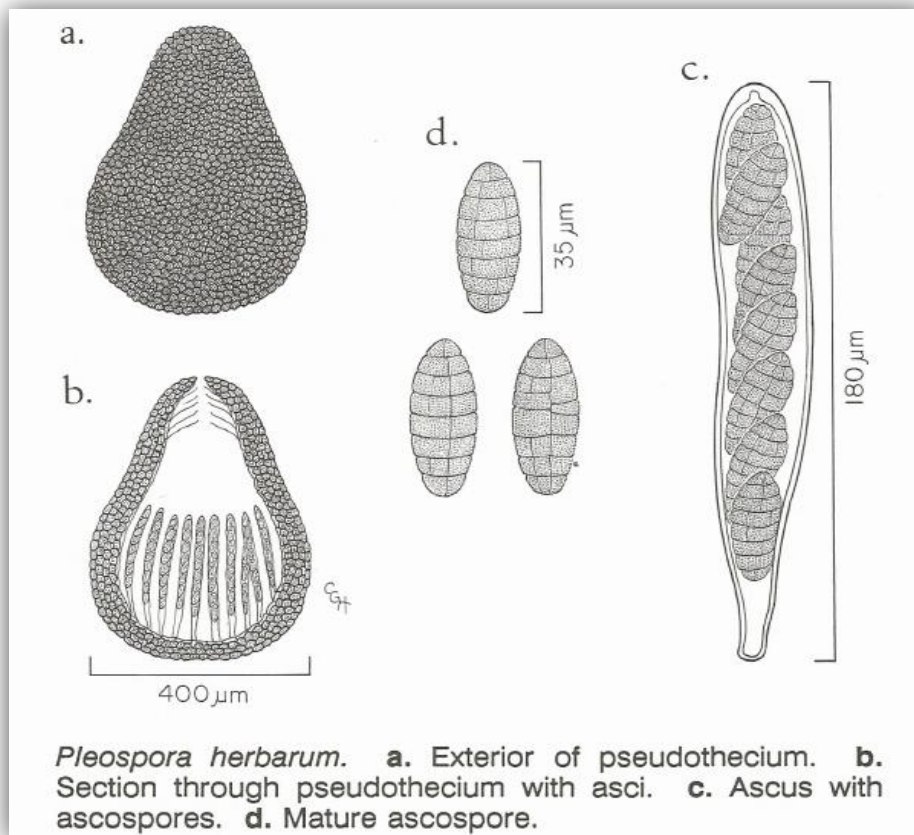 a.
c.
d.
35 µm
b.
180 µm
CGH
400 µm
Pleospora herbarum. a. Exterior of pseudothecium. b.
Section through pseudothecium with asci. c. Ascus with
ascospores. d. Mature ascospore.